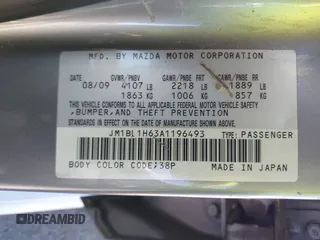 MFD. BY MAZDA MOTOR CORPORATION
GVWR/PNBV GAWR/PNBE FRT GAWR/PNBE RR
08/09 4107 LB 2218 LB 1889 LB
1863 KG 1006 KG 857 KG
THIS VEHICLE CONFORMS TO ALL APPLICABLE FEDERAL MOTOR VEHICLE SAFETY
,BUMPER,AND THEFT PREVENTION
STANDARDS IN EFFECT ON THE DATE OF MANUFACTURE SHOWN ABOVE.
JM1BL1H63A1196493 TYPE:PASSENGER
BODY COLOR CODE:38P MADE IN JAPAN
DREAMBID